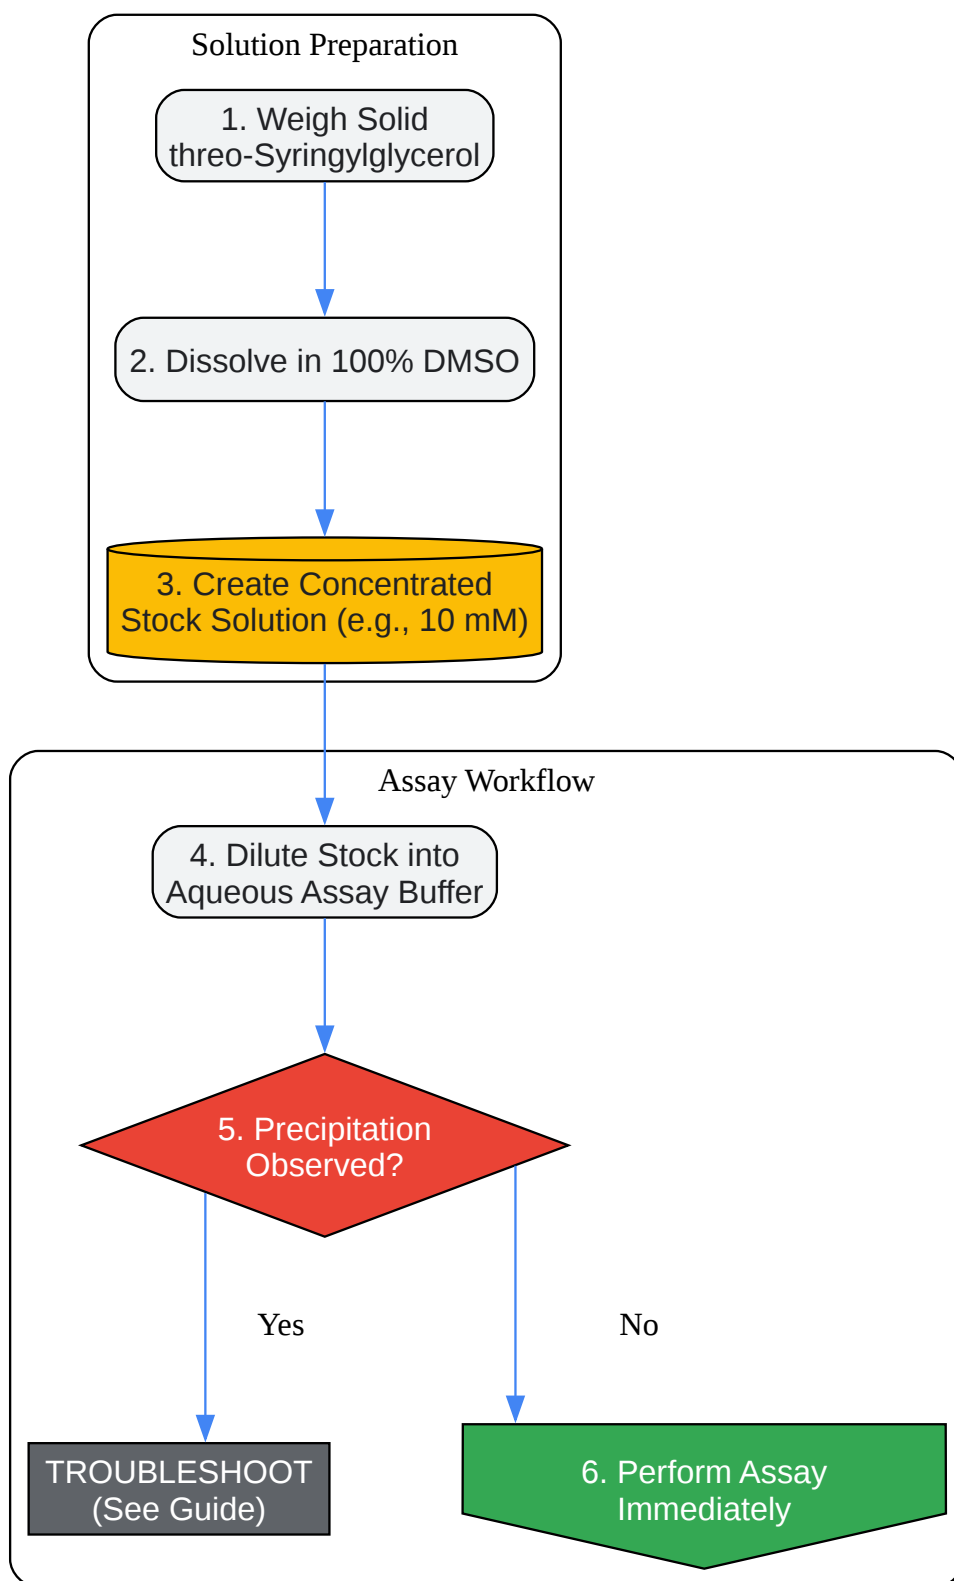 Solution Preparation
1. Weigh Solid
threo-Syringylglycerol
2. Dissolve in 100% DMSO
3. Create Concentrated
Stock Solution (e.g., 10 mM)
Assay Workflow
4. Dilute Stock into
Aqueous Assay Buffer
5. Precipitation
Observed?
Yes
No
TROUBLESHOOT
(See Guide)
6. Perform Assay
Immediately